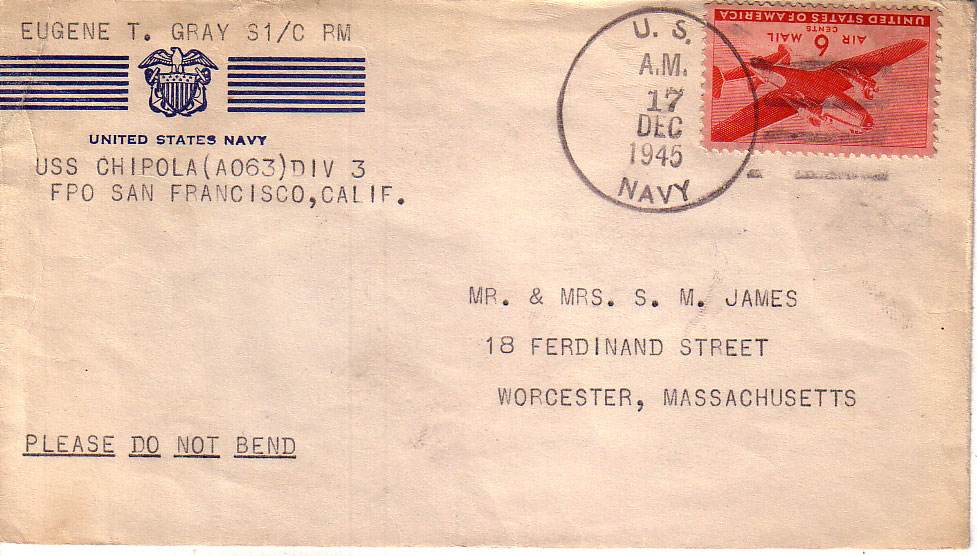 EUGENE T. GRAY S1/C RM
UNITED STATES NAVY
USS CHIPOLA(AO63)DIV 3
FPO SAN FRANCISCO,CALIF.
U. S.
A.M.
17
DEC
1945
NAVY
UNITED STATES OF AMERICA
6 CENTS
AIR MAIL
MR. & MRS. S. M. JAMES
18 FERDINAND STREET
WORCESTER, MASSACHUSETTS
PLEASE DO NOT BEND